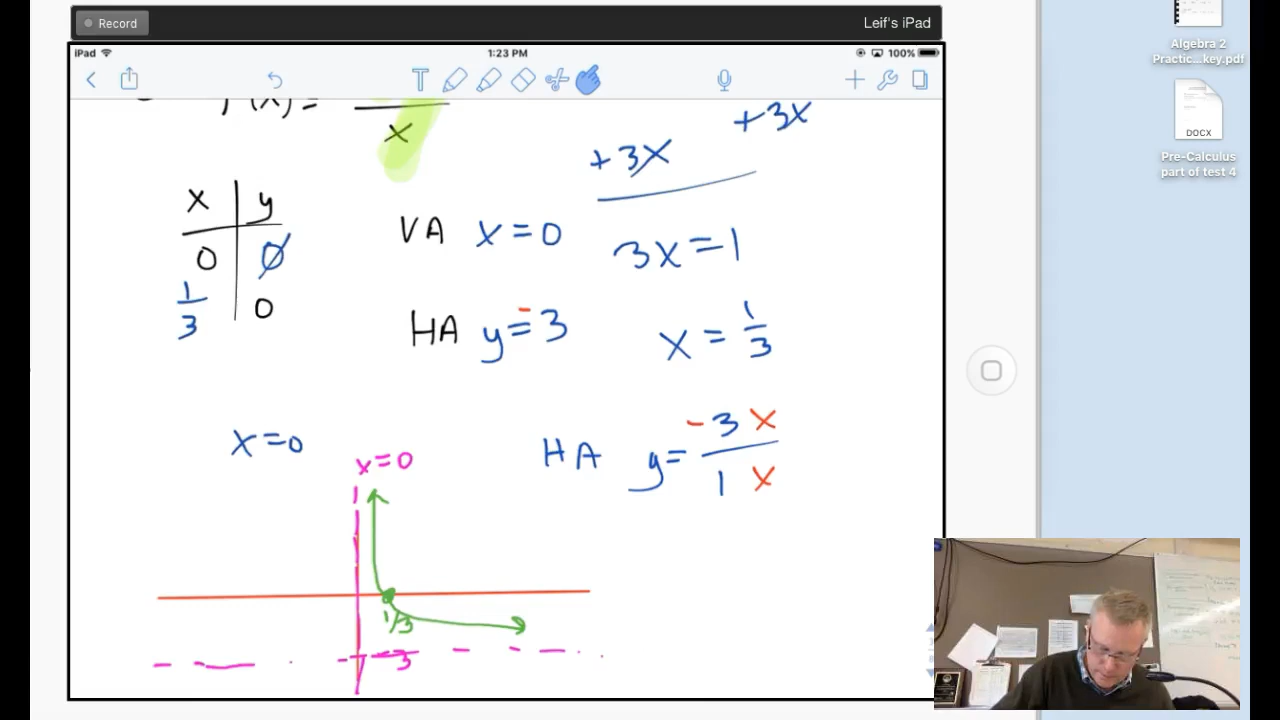 Record
Leif's iPad
iPad
1:23 PM
100%
T
f(x) =
x
+3x
+3x
x y
0 ∅
1/3 0
VA x = 0
3x = 1
HA y = -3
x = 1/3
x = 0
HA y = -3x / 1x
x = 0
1/3
-3
Algebra 2
Practic...key.pdf
DOCX
Pre-Calculus
part of test 4